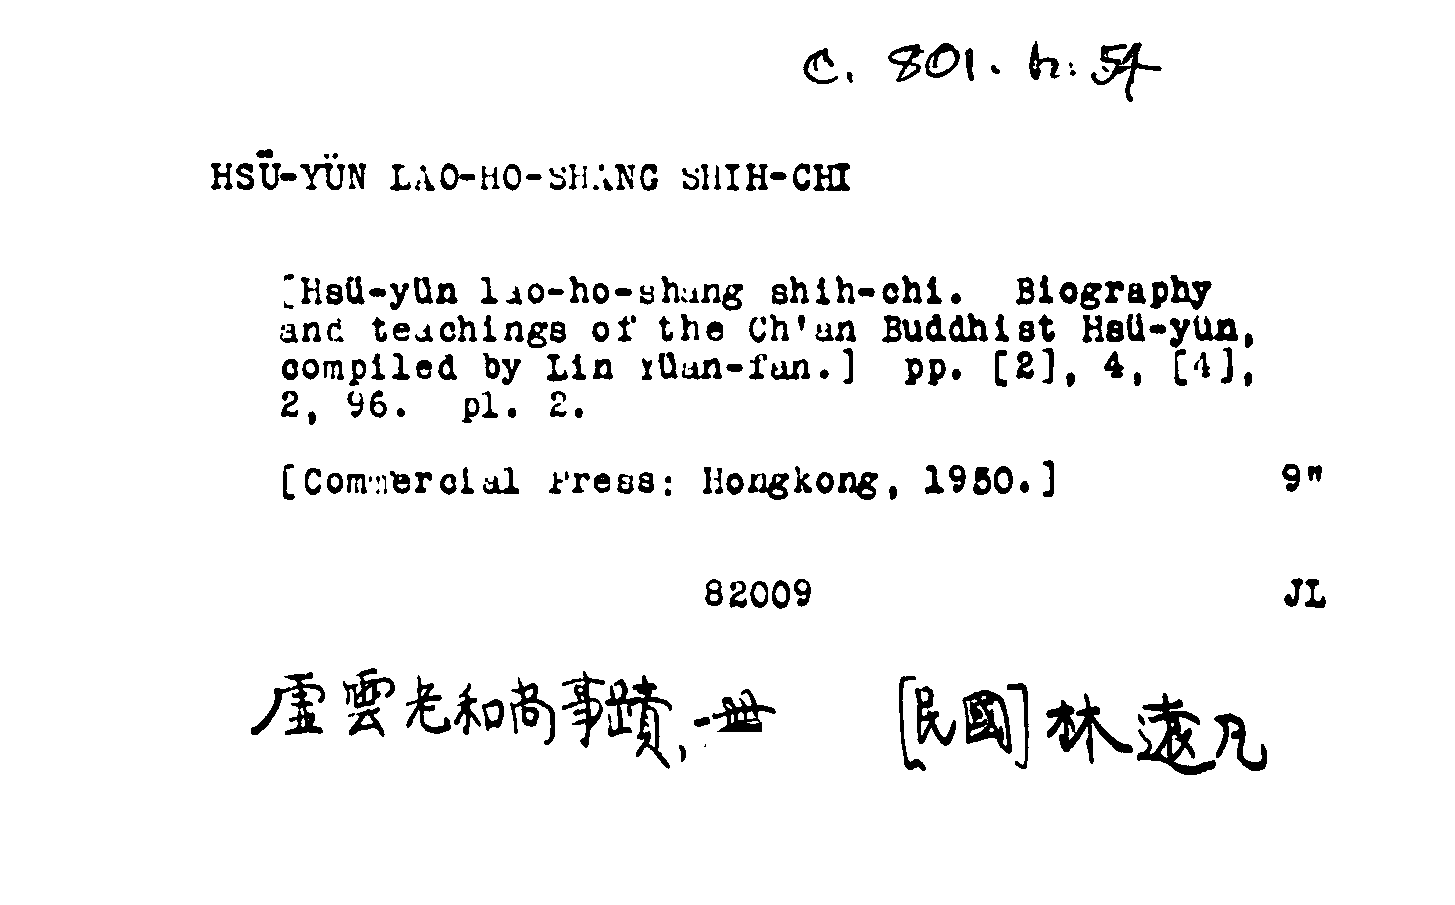 C. 801. h. 54
HSÜ-YÜN LAO-HO-SHANG SHIH-CHI
[Hsü-yün lao-ho-shang shih-chi. Biography
and teachings of the Ch'an Buddhist Hsü-yün,
compiled by Lin Yüan-fan.] pp. [2], 4, [4],
2, 96. pl. 2.
[Commercial Press: Hongkong, 1950.] 9"
82009 JL
虛雲老和尚事蹟,一冊 [民國]林遠凡